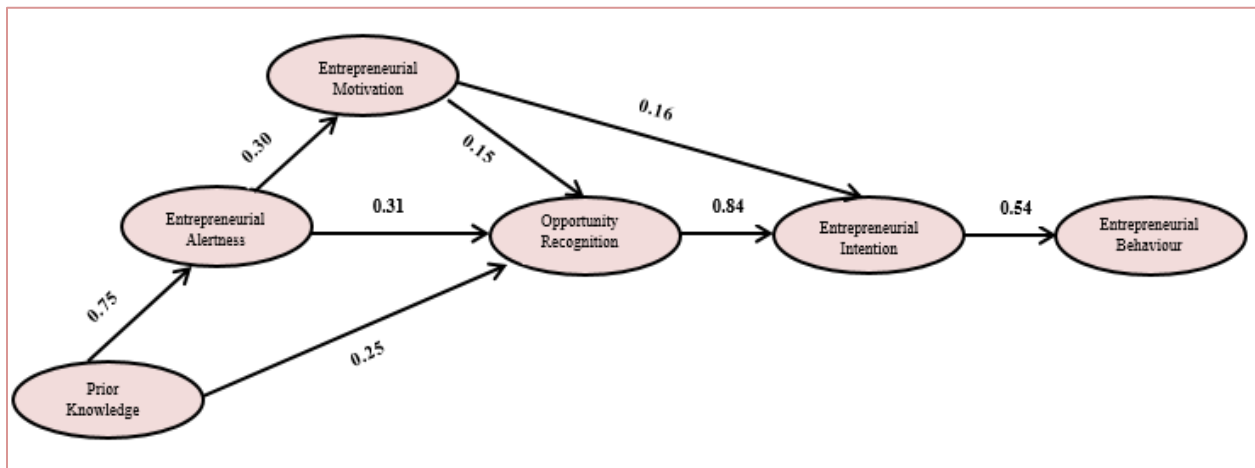 Entrepreneurial
Motivation
0.16
0.30
0.15
Entrepreneurial
Alertness
0.31
Opportunity
Recognition
0.84
Entrepreneurial
Intention
0.54
Entrepreneurial
Behaviour
0.75
0.25
Prior
Knowledge